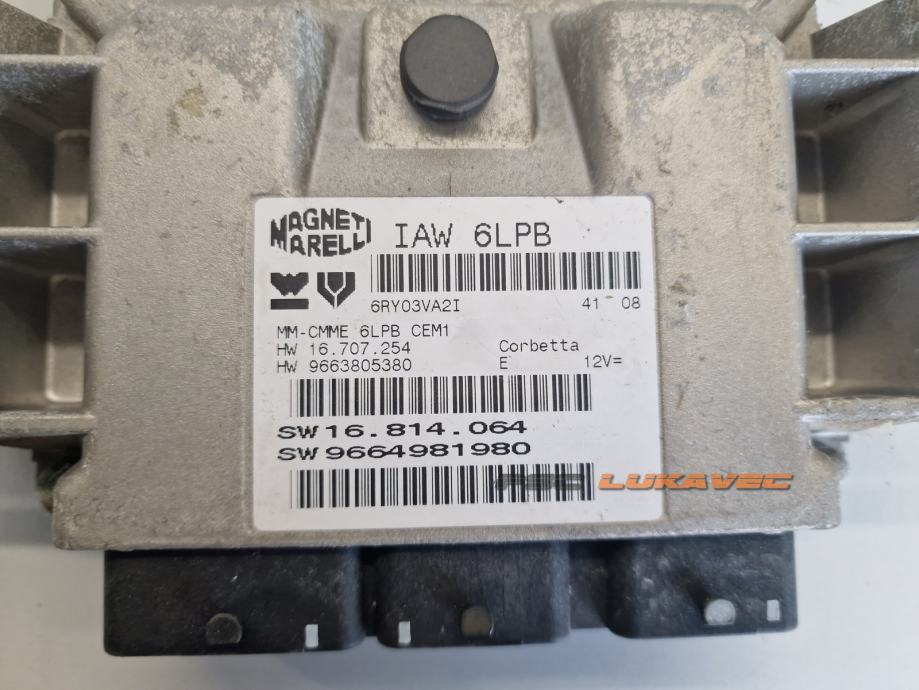 MAGNETI MARELLI
IAW 6LPB
6RY03VA2I 41 08
MM-CMME 6LPB CEM1
HW 16.707.254 Corbetta
HW 9663805380 E 12V=
SW16.814.064
SW9664981980
LUKAVEC